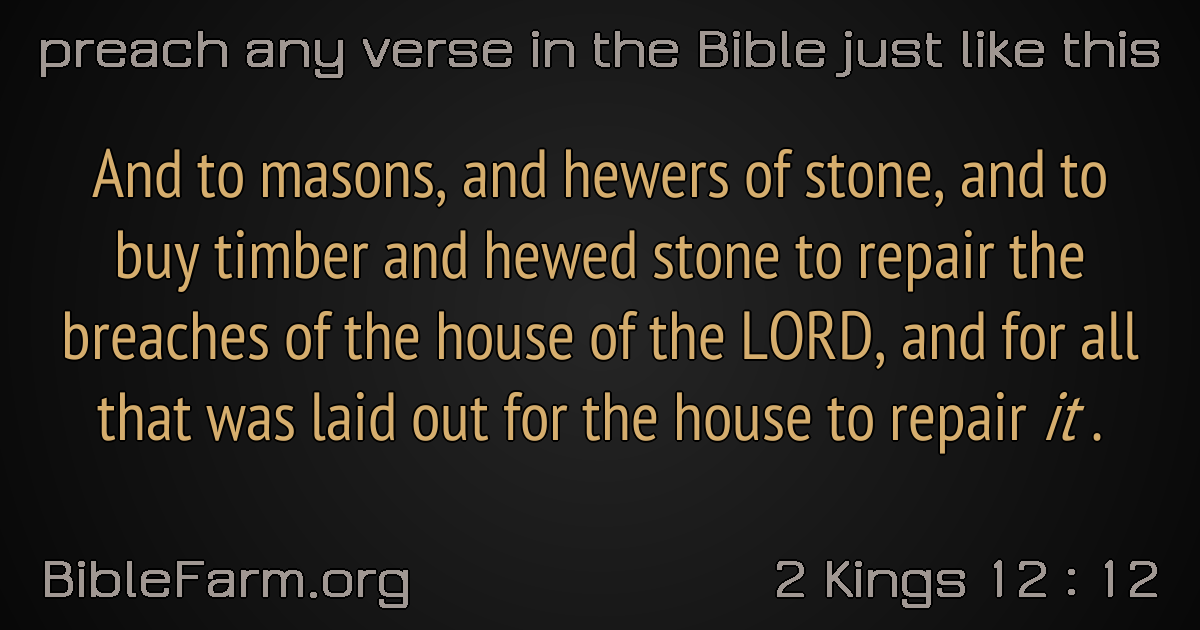 preach any verse in the Bible just like this
And to masons, and hewers of stone, and to
buy timber and hewed stone to repair the
breaches of the house of the LORD, and for all
that was laid out for the house to repair it .
BibleFarm.org
2 Kings 12 : 12